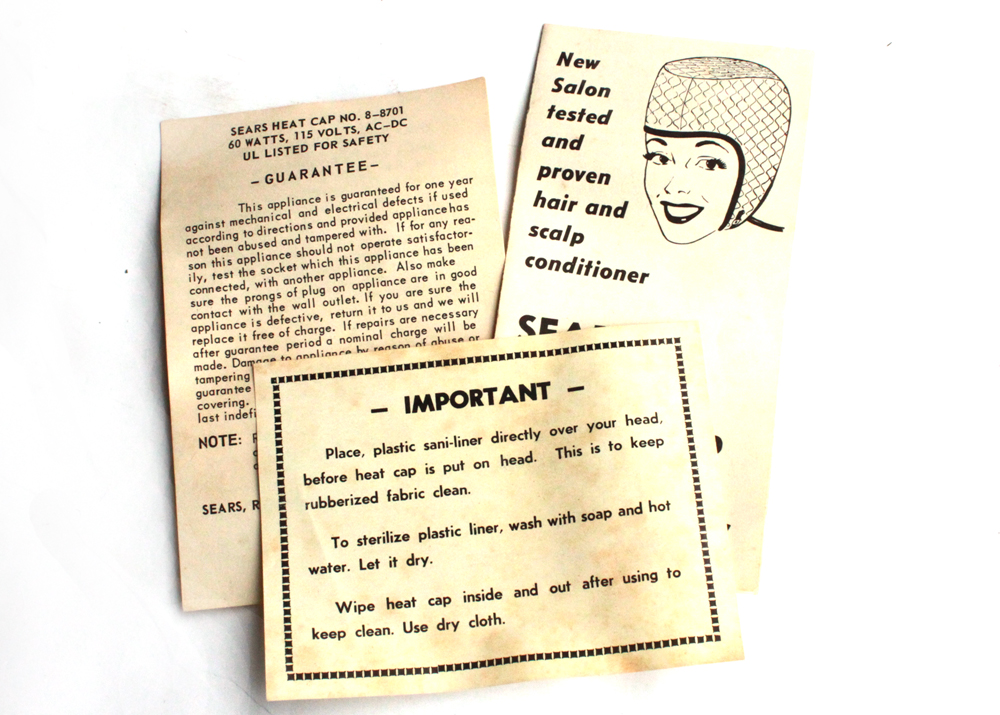 SEARS HEAT CAP NO. 8-8701
60 WATTS, 115 VOLTS, AC-DC
UL LISTED FOR SAFETY
-GUARANTEE-
This appliance is guaranteed for one year
against mechanical and electrical defects if used
according to directions and provided appliance has
not been abused and tampered with. If for any rea-
son this appliance should not operate satisfactor-
ily, test the socket which this appliance has been
connected, with another appliance. Also make
sure the prongs of plug on appliance are in good
contact with the wall outlet. If you are sure the
appliance is defective, return it to us and we will
replace it free of charge. If repairs are necessary
after guarantee period a nominal charge will be
made. Damage to appliance by reason of abuse or
tampering
guarantee
covering.
last
NOTE:
SEARS,
New
Salon
tested
and
proven
hair and
scalp
conditioner
- IMPORTANT -
Place, plastic sani-liner directly over your head,
before heat cap is put on head. This is to keep
rubberized fabric clean.
To sterilize plastic liner, wash with soap and hot
water. Let it dry.
Wipe heat cap inside and out after using to
keep clean. Use dry cloth.